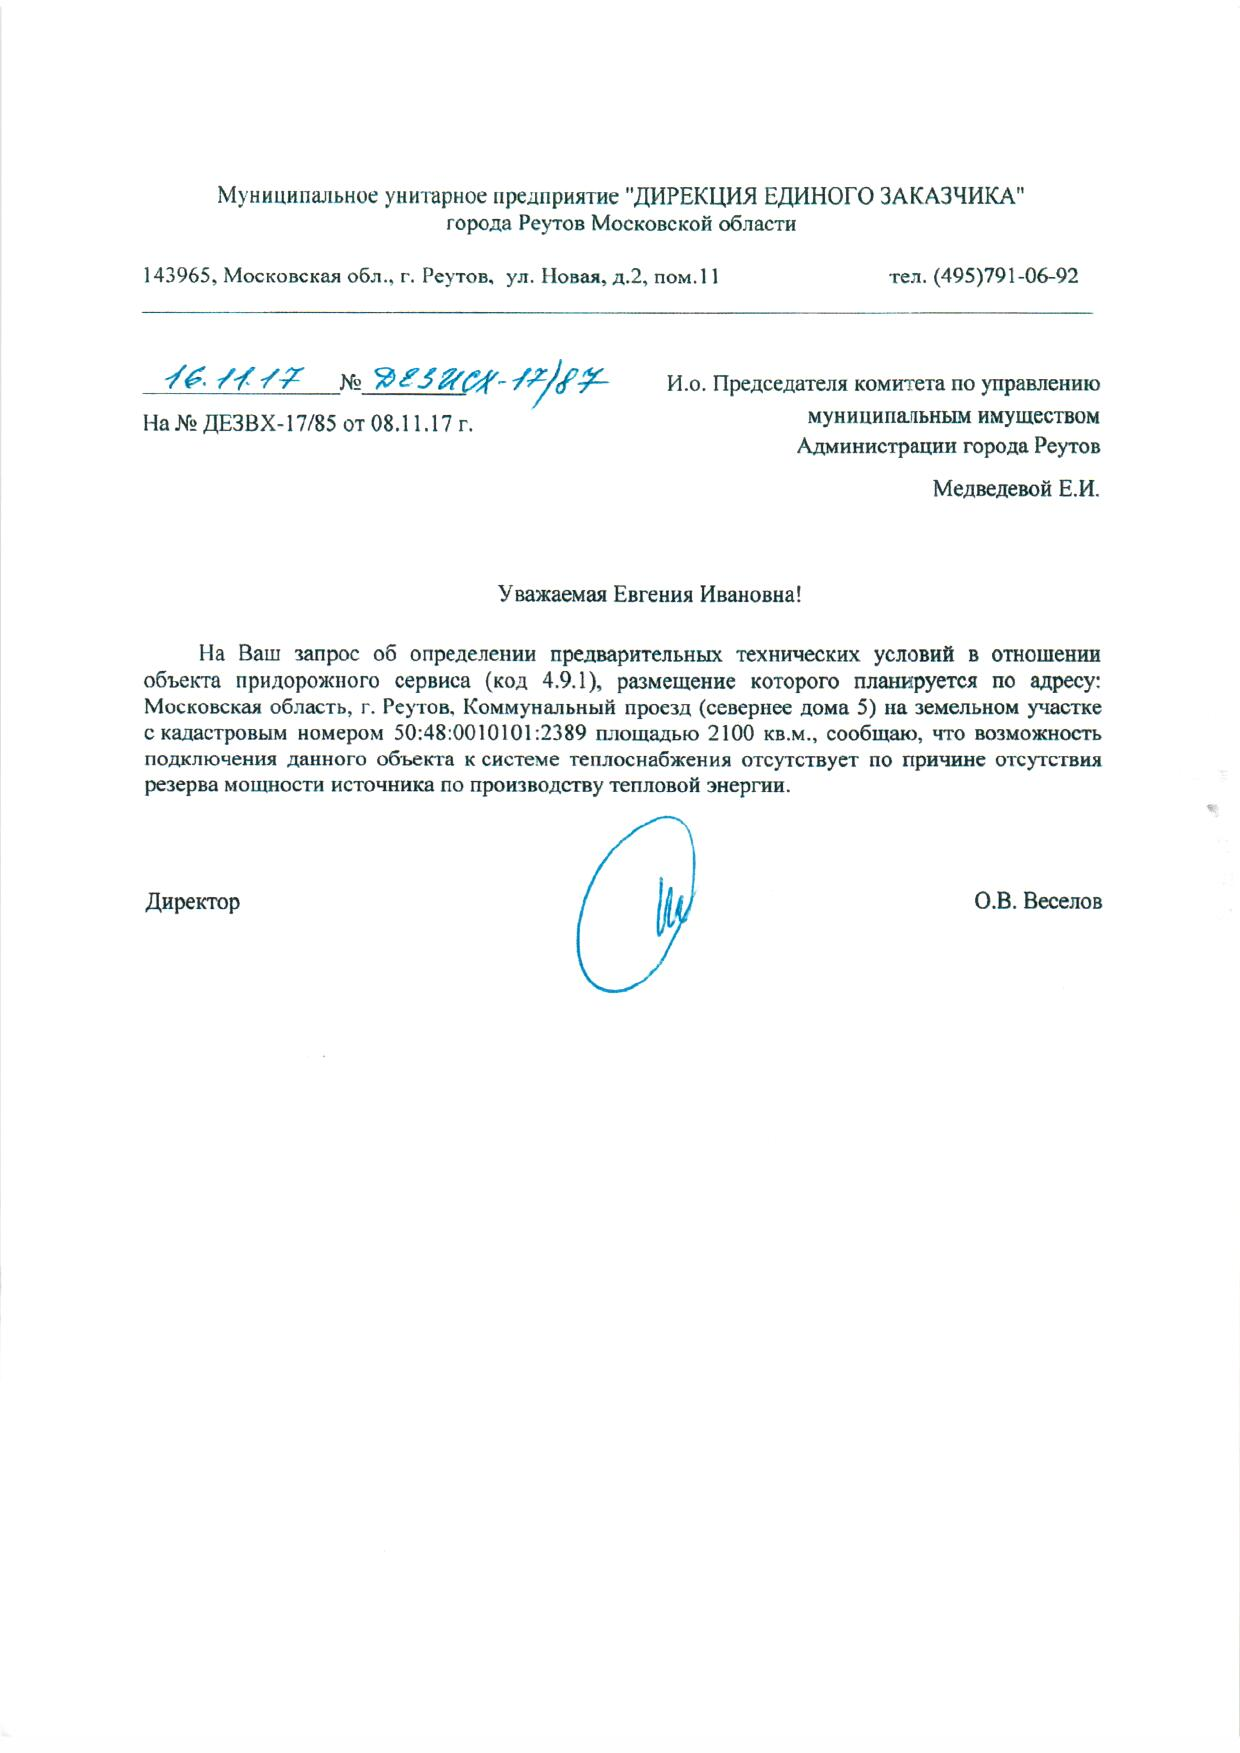 Муниципальное унитарное предприятие "ДИРЕКЦИЯ ЕДИНОГО ЗАКАЗЧИКА"
города Реутов Московской области
143965, Московская обл., г. Реутов, ул. Новая, д.2, пом.11 тел. (495)791-06-92
16.11.17 № ДЕЗИСХ-17/87
На № ДЕЗВХ-17/85 от 08.11.17 г.
И.о. Председателя комитета по управлению
муниципальным имуществом
Администрации города Реутов
Медведевой Е.И.
Уважаемая Евгения Ивановна!
На Ваш запрос об определении предварительных технических условий в отношении
объекта придорожного сервиса (код 4.9.1), размещение которого планируется по адресу:
Московская область, г. Реутов, Коммунальный проезд (севернее дома 5) на земельном участке
с кадастровым номером 50:48:0010101:2389 площадью 2100 кв.м., сообщаю, что возможность
подключения данного объекта к системе теплоснабжения отсутствует по причине отсутствия
резерва мощности источника по производству тепловой энергии.
Директор О.В. Веселов